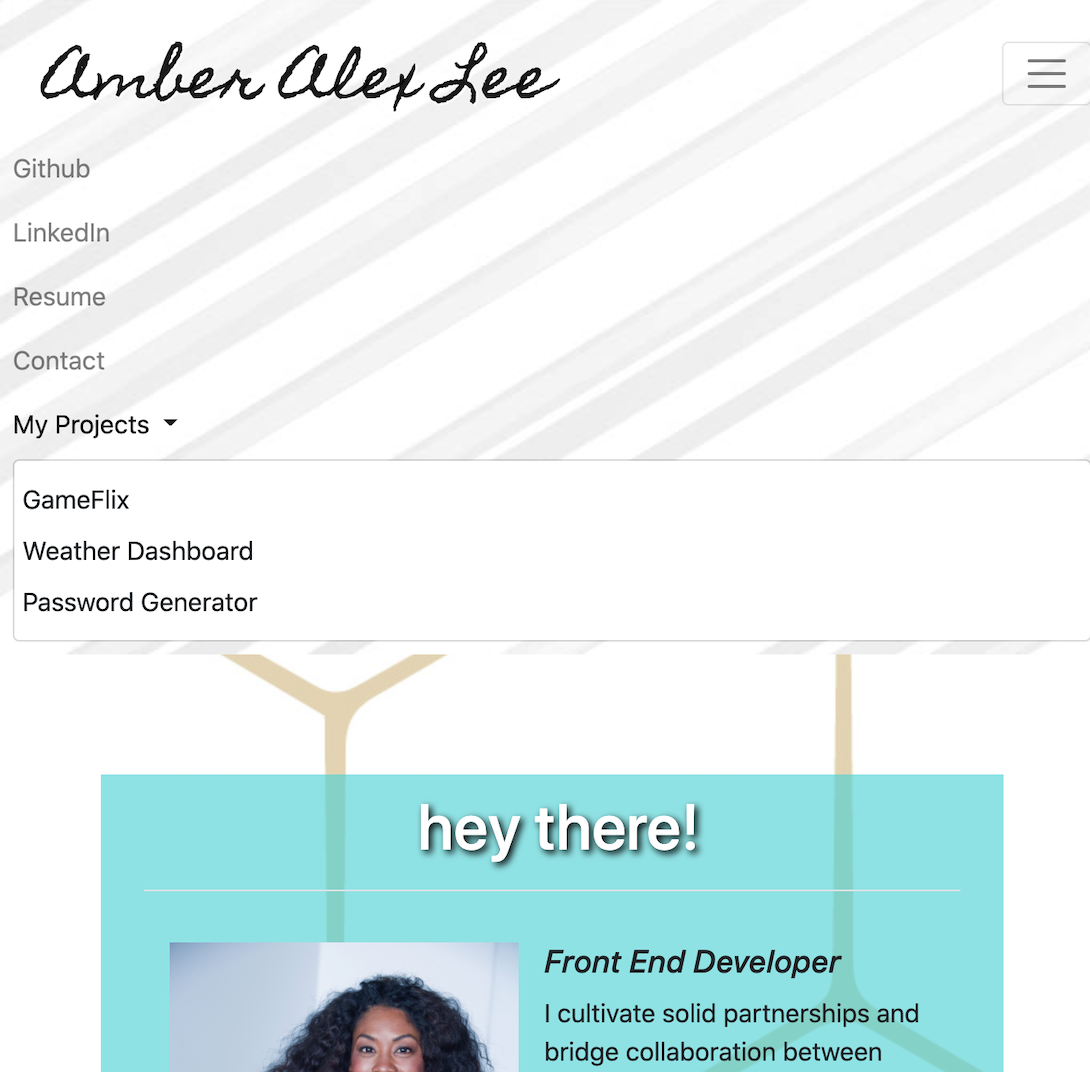 Amber Alex Lee
Github
LinkedIn
Resume
Contact
My Projects
GameFlix
Weather Dashboard
Password Generator
hey there!
Front End Developer
I cultivate solid partnerships and
bridge collaboration between